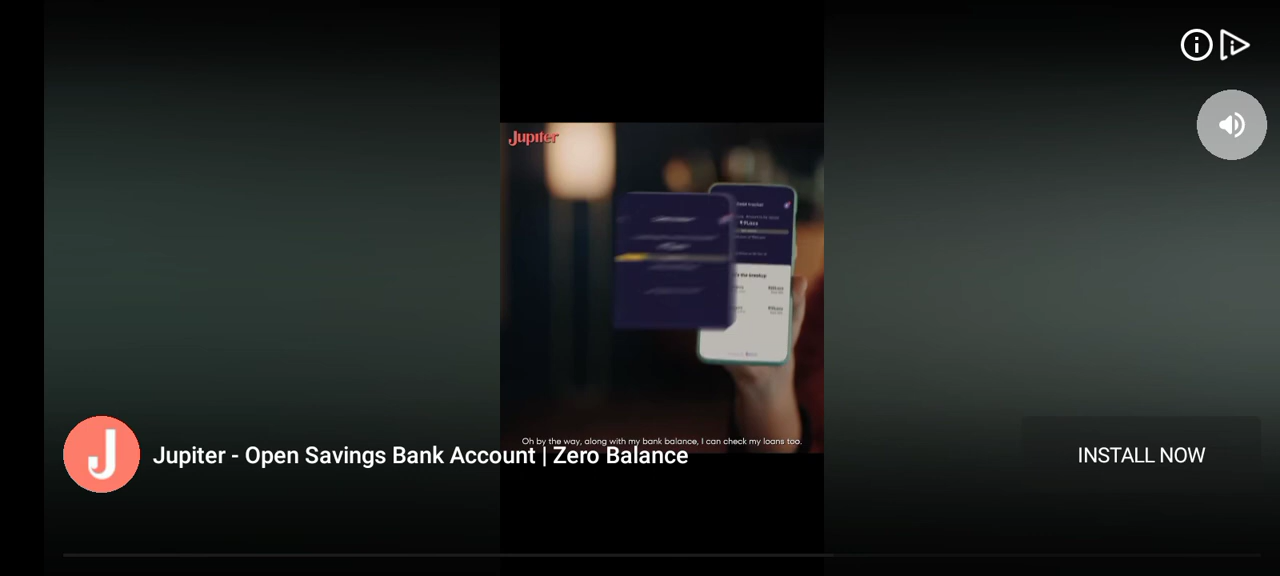 Jupiter
Oh by the way, along with my bank balance, I can check my loans too.
J
Jupiter - Open Savings Bank Account | Zero Balance
INSTALL NOW